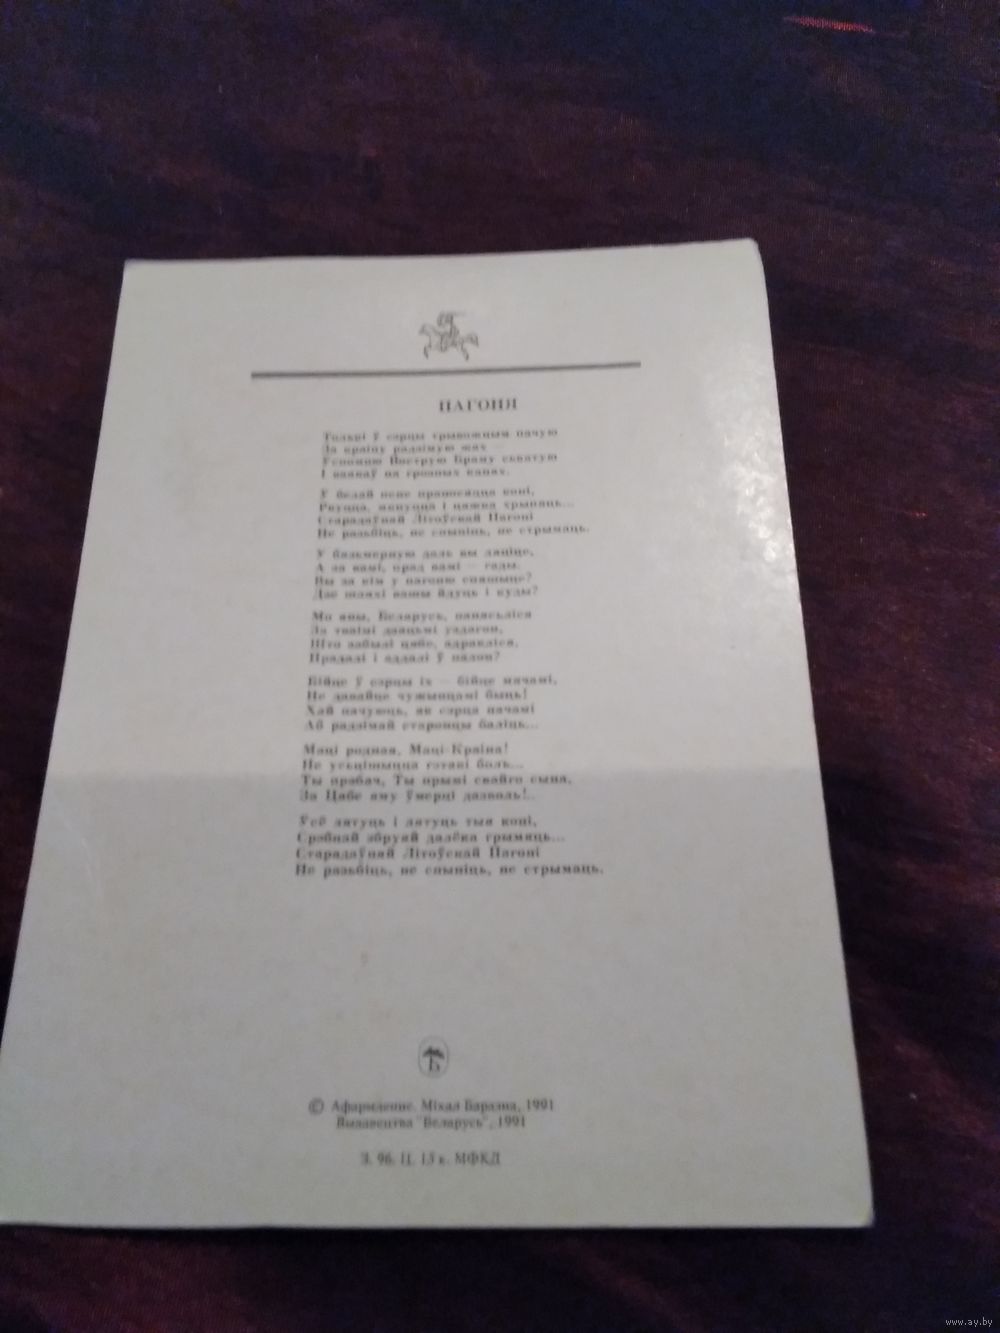 ПАГОНЯ
Толькі ў сэрцы трывожным пачую
За краіну радзімую жах —
Успомню Вострую Браму святую
І ваякаў на грозных канях.
Ў белай пене праносяцца коні,
Рвуцца, мкнуцца і цяжка хрыпяць...
Старадаўняй Літоўскай Пагоні
Не разьбіць, не спыніць, не стрымаць.
Ў бязьмерную даль вы ляціце,
А за вамі, прад вамі — гады.
Вы за кім у пагоню сьпяшыце?
Дзе шляхі вашы йдуць і куды?
Мо яны, Беларусь, панясьліся
За тваімі дзяцьмі уздагон,
Што забылі цябе, адракліся,
Прадалі і аддалі ў палон?
Бійце ў сэрцы іх — бійце мячамі,
Не давайце чужынцамі быць!
Хай пачуюць, як сэрца начамі
Аб радзімай старонцы баліць...
Маці родная, Маці-Краіна!
Не усьцішыцца гэтакі боль...
Ты прабач, Ты прымі свайго сына,
За Цябе яму ўмерці дазволь!..
Ўсё лятуць і лятуць тыя коні,
Срэбнай збруяй далёка грымяць...
Старадаўняй Літоўскай Пагоні
Не разьбіць, не спыніць, не стрымаць.
Б
© Афармленне. Міхал Баразна, 1991
Выдавецтва "Беларусь", 1991
З. 96. Ц. 15 к. МФКД
www.ay.by